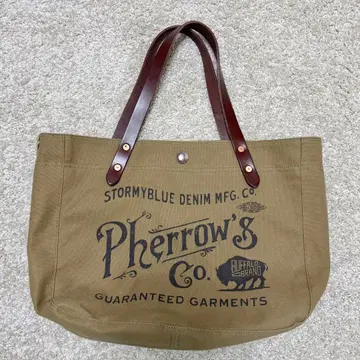 STORMYBLUE DENIM MFG. CO.
Pherrow's
Co.
BUFFALO
BRAND
GUARANTEED GARMENTS